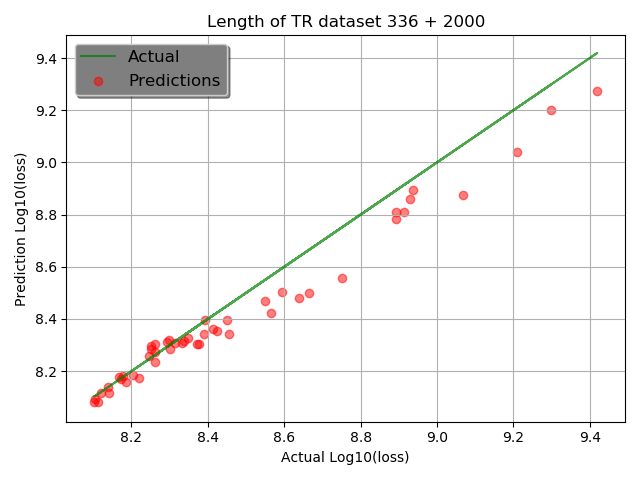 Length of TR dataset 336 + 2000
Actual
Predictions
Prediction Log10(loss)
9.4
9.2
9.0
8.8
8.6
8.4
8.2
8.2 8.4 8.6 8.8 9.0 9.2 9.4
Actual Log10(loss)